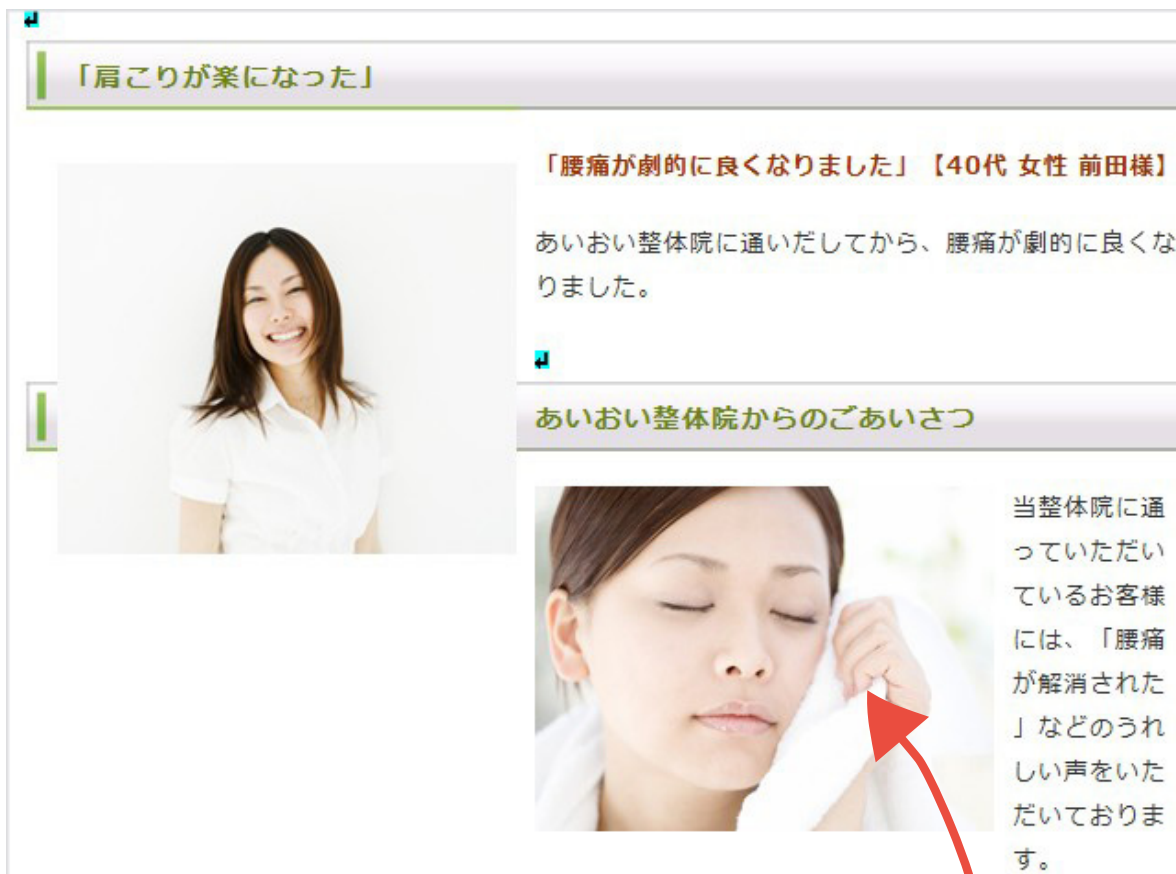 「肩こりが楽になった」
「腰痛が劇的に良くなりました」【40代 女性 前田様】
あいおい整体院に通いだしてから、腰痛が劇的に良くな
りました。
あいおい整体院からのごあいさつ
当整体院に通
っていただい
ているお客様
には、「腰痛
が解消された
」などのうれ
しい声をいた
だいておりま
す。